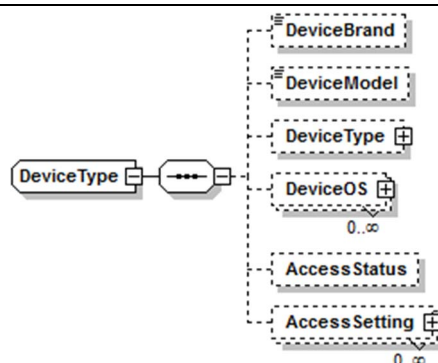 DeviceBrand
DeviceModel
DeviceType
DeviceType
DeviceOS
0..∞
AccessStatus
AccessSetting
0..∞